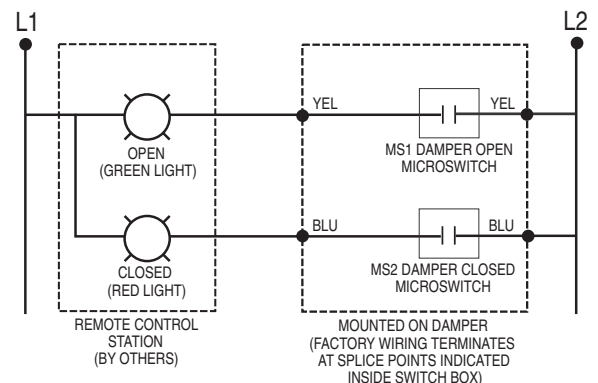 L1
L2
YEL
YEL
OPEN
(GREEN LIGHT)
MS1 DAMPER OPEN
MICROSWITCH
BLU
BLU
CLOSED
(RED LIGHT)
MS2 DAMPER CLOSED
MICROSWITCH
REMOTE CONTROL
STATION
(BY OTHERS)
MOUNTED ON DAMPER
(FACTORY WIRING TERMINATES
AT SPLICE POINTS INDICATED
INSIDE SWITCH BOX)